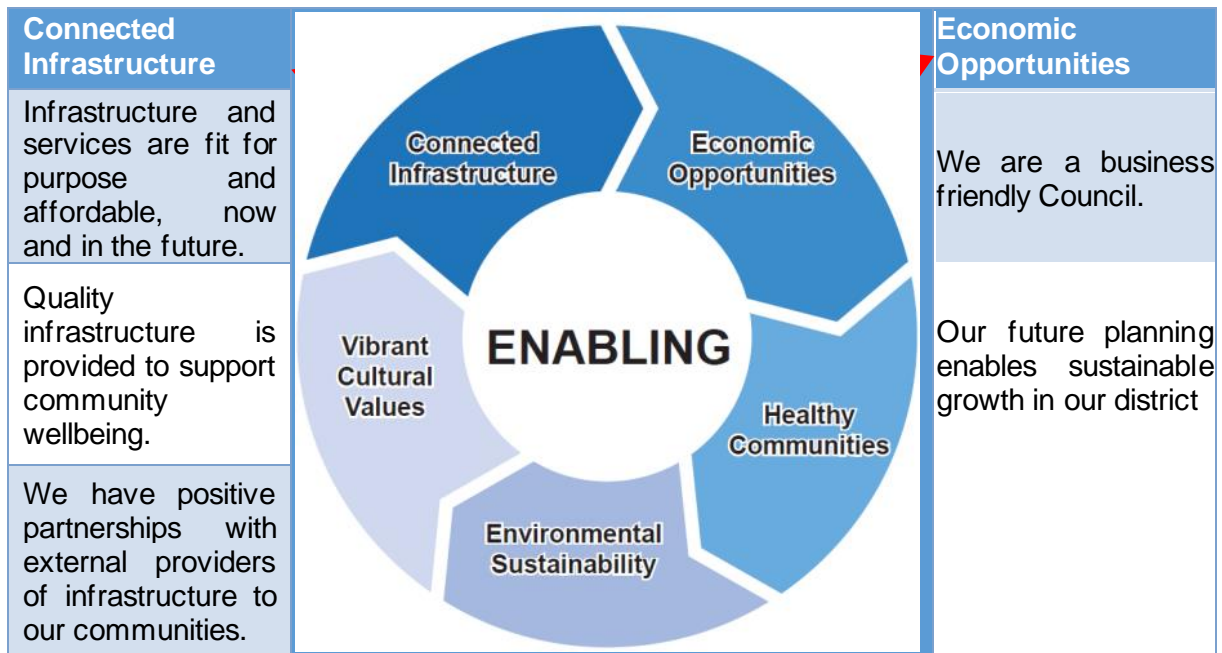 Connected
Infrastructure
Infrastructure and
services are fit for
purpose and
affordable, now
and in the future.
Quality
infrastructure is
provided to support
community
wellbeing.
We have positive
partnerships with
external providers
of infrastructure to
our communities.
Connected
Infrastructure
Economic
Opportunities
Vibrant
Cultural
Values
ENABLING
Healthy
Communities
Environmental
Sustainability
Economic
Opportunities
We are a business
friendly Council.
Our future planning
enables sustainable
growth in our district